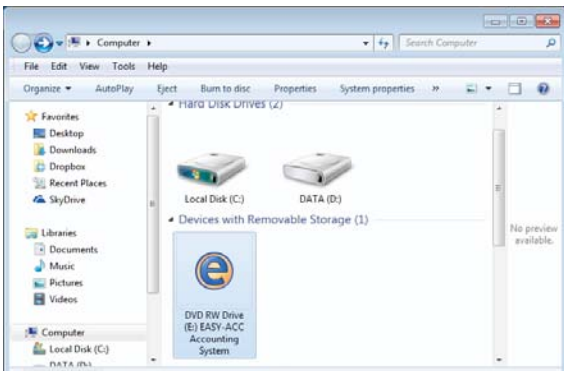 Computer
Search Computer
File Edit View Tools Help
Organize AutoPlay Eject Burn to disc Properties System properties »
Favorites
Desktop
Downloads
Dropbox
Recent Places
SkyDrive
Libraries
Documents
Music
Pictures
Videos
Computer
Local Disk (C:)
DATA (D:)
Hard Disk Drives (2)
Local Disk (C:)
DATA (D:)
Devices with Removable Storage (1)
DVD RW Drive
(E:) EASY-ACC
Accounting
System
No preview
available.